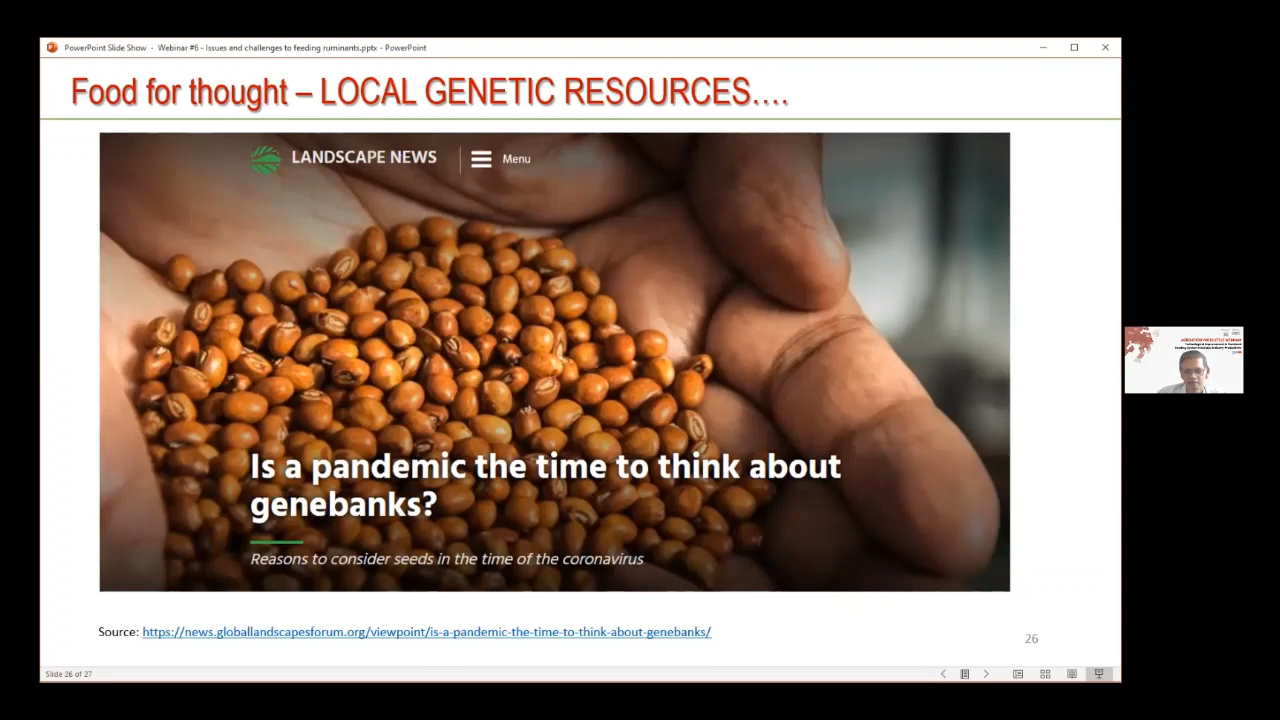 PowerPoint Slide Show - Webinar #6 - Issues and challenges to feeding ruminants.pptx - PowerPoint
Food for thought – LOCAL GENETIC RESOURCES….
LANDSCAPE NEWS
Menu
Is a pandemic the time to think about
genebanks?
Reasons to consider seeds in the time of the coronavirus
Source: https://news.globallandscapesforum.org/viewpoint/is-a-pandemic-the-time-to-think-about-genebanks/
26
Slide 26 of 27